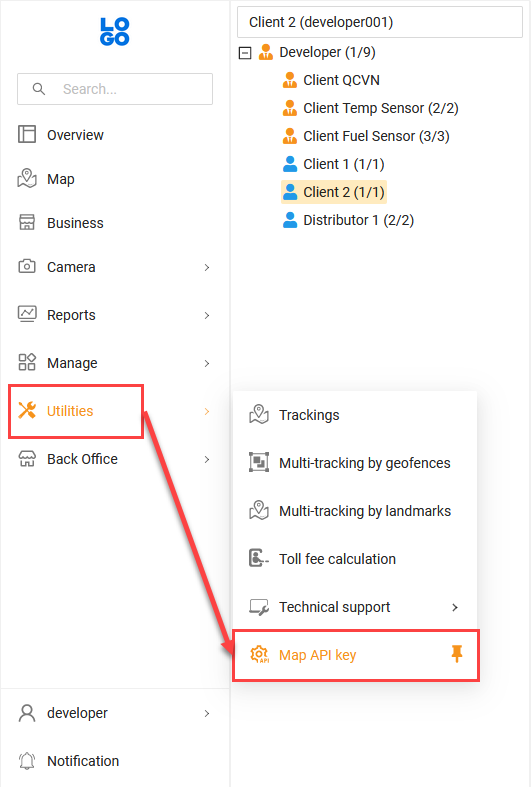 LO
GO
Search...
Overview
Map
Business
Camera
Reports
Manage
Utilities
Back Office
developer
Notification
Client 2 (developer001)
Developer (1/9)
Client QCVN
Client Temp Sensor (2/2)
Client Fuel Sensor (3/3)
Client 1 (1/1)
Client 2 (1/1)
Distributor 1 (2/2)
Trackings
Multi-tracking by geofences
Multi-tracking by landmarks
Toll fee calculation
Technical support
API
Map API key